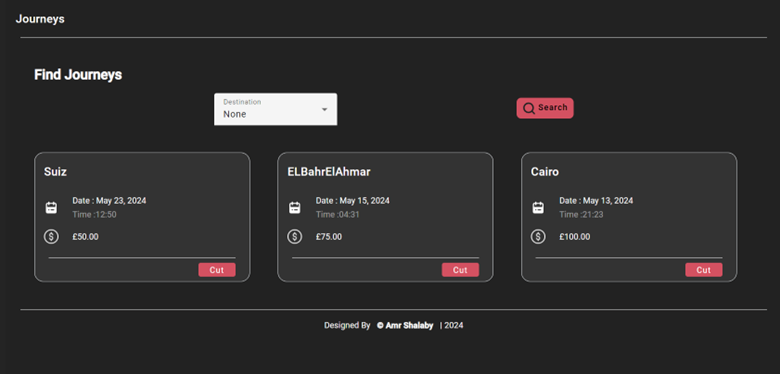 Journeys
Find Journeys
Destination
None
Search
Suiz
Date : May 23, 2024
Time :12:50
£50.00
Cut
ELBahrElAhmar
Date : May 15, 2024
Time :04:31
£75.00
Cut
Cairo
Date : May 13, 2024
Time :21:23
£100.00
Cut
Designed By © Amr Shalaby | 2024